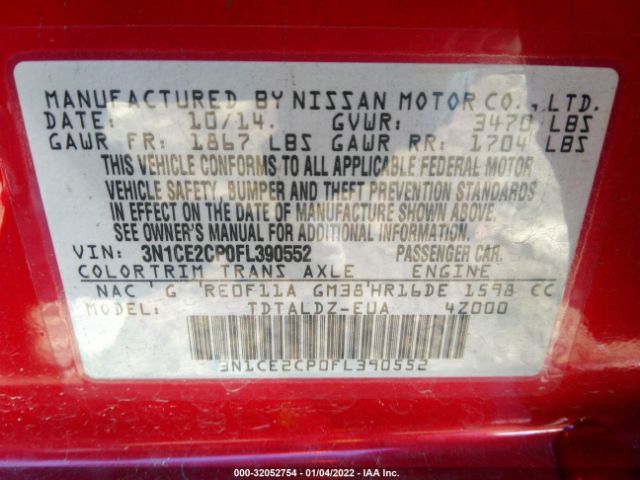 MANUFACTURED BY NISSAN MOTOR CO., LTD.
DATE: 10/14. GVWR: 3470 LBS
GAWR FR: 1867 LBS GAWR RR: 1704 LBS
THIS VEHICLE CONFORMS TO ALL APPLICABLE FEDERAL MOTOR
VEHICLE SAFETY, BUMPER AND THEFT PREVENTION STANDARDS
IN EFFECT ON THE DATE OF MANUFACTURE SHOWN ABOVE.
SEE OWNER'S MANUAL FOR ADDITIONAL INFORMATION.
VIN: 3N1CE2CP0FL390552 PASSENGER CAR.
COLOR TRIM TRANS AXLE ENGINE
NAC ' G ' RE0F11A GM38'HR16DE 1598 CC
MODEL: TDTALDZ-EUA 4Z000
3N1CE2CP0FL390552
000-32052754 - 01/04/2022 - IAA Inc.